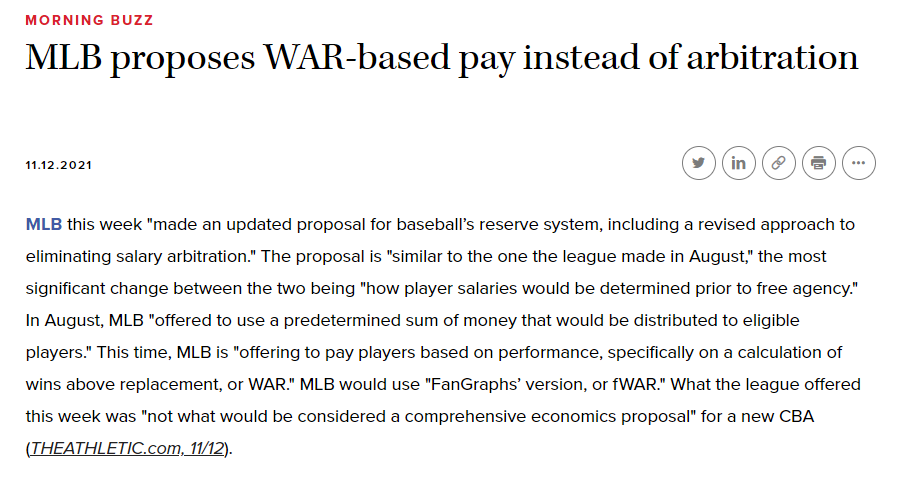 MORNING BUZZ
MLB proposes WAR-based pay instead of arbitration
11.12.2021
MLB this week "made an updated proposal for baseball’s reserve system, including a revised approach to
eliminating salary arbitration." The proposal is "similar to the one the league made in August," the most
significant change between the two being "how player salaries would be determined prior to free agency."
In August, MLB "offered to use a predetermined sum of money that would be distributed to eligible
players." This time, MLB is "offering to pay players based on performance, specifically on a calculation of
wins above replacement, or WAR." MLB would use "FanGraphs’ version, or fWAR." What the league offered
this week was "not what would be considered a comprehensive economics proposal" for a new CBA
(THEATHLETIC.com, 11/12).